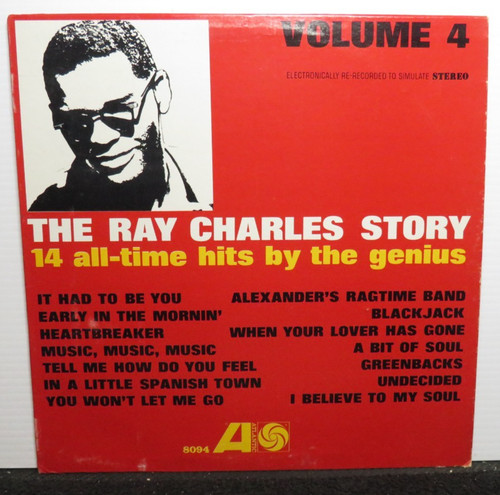 VOLUME 4
ELECTRONICALLY RE-RECORDED TO SIMULATE STEREO
THE RAY CHARLES STORY
14 all-time hits by the genius
IT HAD TO BE YOU
EARLY IN THE MORNIN'
HEARTBREAKER
MUSIC, MUSIC, MUSIC
TELL ME HOW DO YOU FEEL
IN A LITTLE SPANISH TOWN
YOU WON'T LET ME GO
ALEXANDER'S RAGTIME BAND
BLACKJACK
WHEN YOUR LOVER HAS GONE
A BIT OF SOUL
GREENBACKS
UNDECIDED
I BELIEVE TO MY SOUL
8094
ATLANTIC